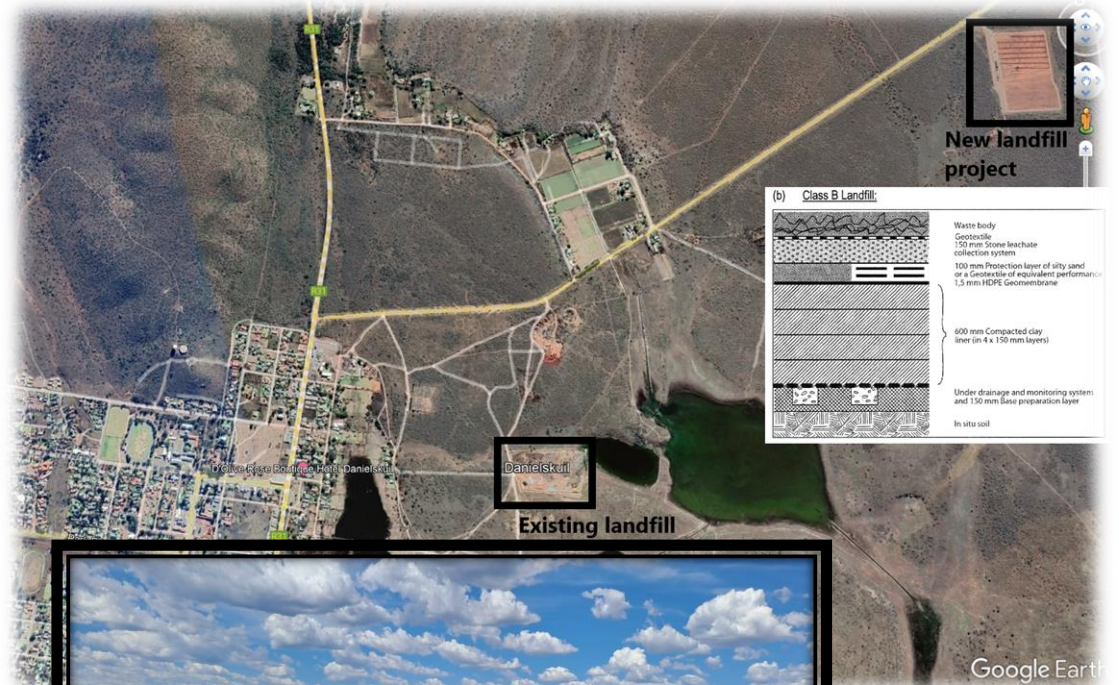 R31
New landfill
project
(b) Class B Landfill:
Waste body
Geotextile
150 mm Stone leachate
collection system
100 mm Protection layer of silty sand
or a Geotextile of equivalent performance
1,5 mm HDPE Geomembrane
R31
600 mm Compacted clay
liner (in 4 x 150 mm layers)
Under drainage and monitoring system
and 150 mm Base preparation layer
In situ soil
D'Olive Rose Boutique Hotel Danielskuil
Danielskuil
Existing landfill
R31
Google Earth